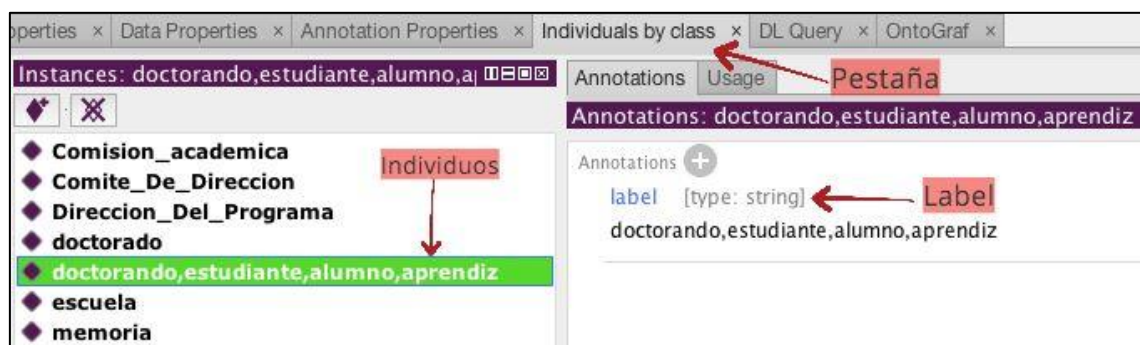 operties × Data Properties × Annotation Properties × Individuals by class × DL Query × OntoGraf ×
Instances: doctorando,estudiante,alumno,a
Comision_academica
Comite_De_Direccion
Direccion_Del_Programa
doctorado
doctorando,estudiante,alumno,aprendiz
escuela
memoria
Individuos
Annotations Usage
Pestaña
Annotations: doctorando,estudiante,alumno,aprendiz
Annotations
label [type: string]
Label
doctorando,estudiante,alumno,aprendiz